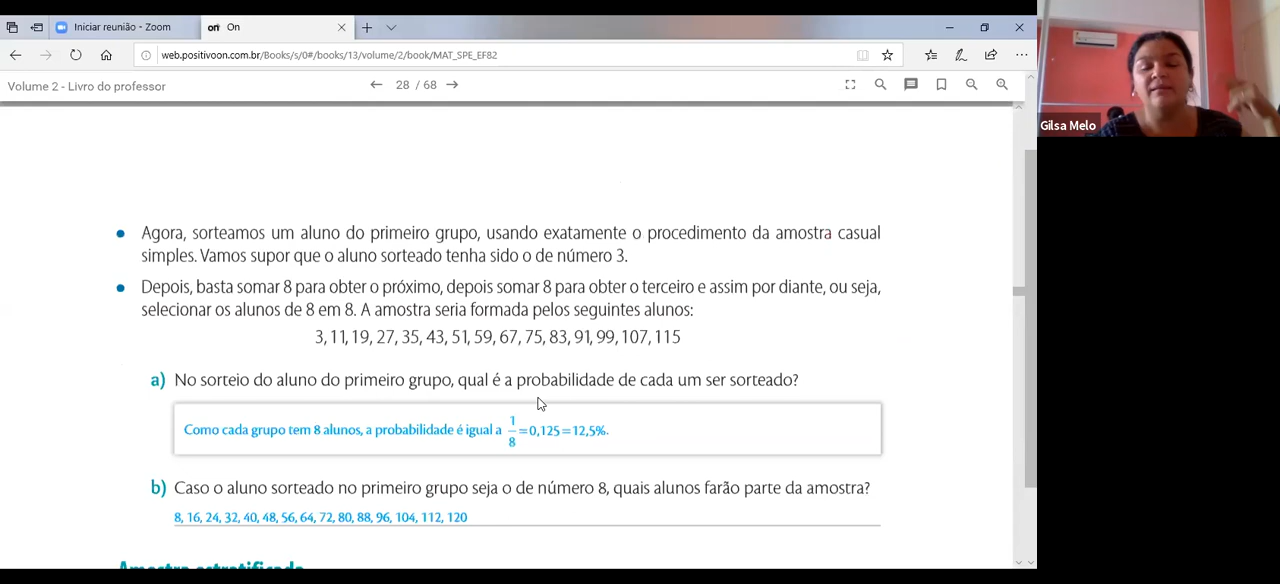 Iniciar reunião - Zoom
on On
web.positivoon.com.br/Books/s/0#/books/13/volume/2/book/MAT_SPE_EF82
Volume 2 - Livro do professor
28 / 68
Gilsa Melo
Agora, sorteamos um aluno do primeiro grupo, usando exatamente o procedimento da amostra casual
simples. Vamos supor que o aluno sorteado tenha sido o de número 3.
Depois, basta somar 8 para obter o próximo, depois somar 8 para obter o terceiro e assim por diante, ou seja,
selecionar os alunos de 8 em 8. A amostra seria formada pelos seguintes alunos:
3, 11, 19, 27, 35, 43, 51, 59, 67, 75, 83, 91, 99, 107, 115
a) No sorteio do aluno do primeiro grupo, qual é a probabilidade de cada um ser sorteado?
Como cada grupo tem 8 alunos, a probabilidade é igual a 1/8 = 0,125 = 12,5%.
b) Caso o aluno sorteado no primeiro grupo seja o de número 8, quais alunos farão parte da amostra?
8, 16, 24, 32, 40, 48, 56, 64, 72, 80, 88, 96, 104, 112, 120
Amostra estratificada